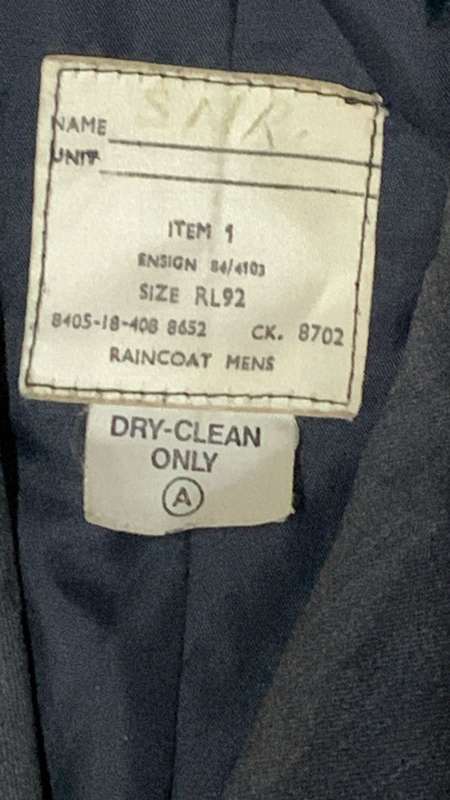 SMR.
NAME
UNIT
ITEM 1
ENSIGN 84/4103
SIZE RL92
8405-18-408 8652 CK. 8702
RAINCOAT MENS
DRY-CLEAN
ONLY
A